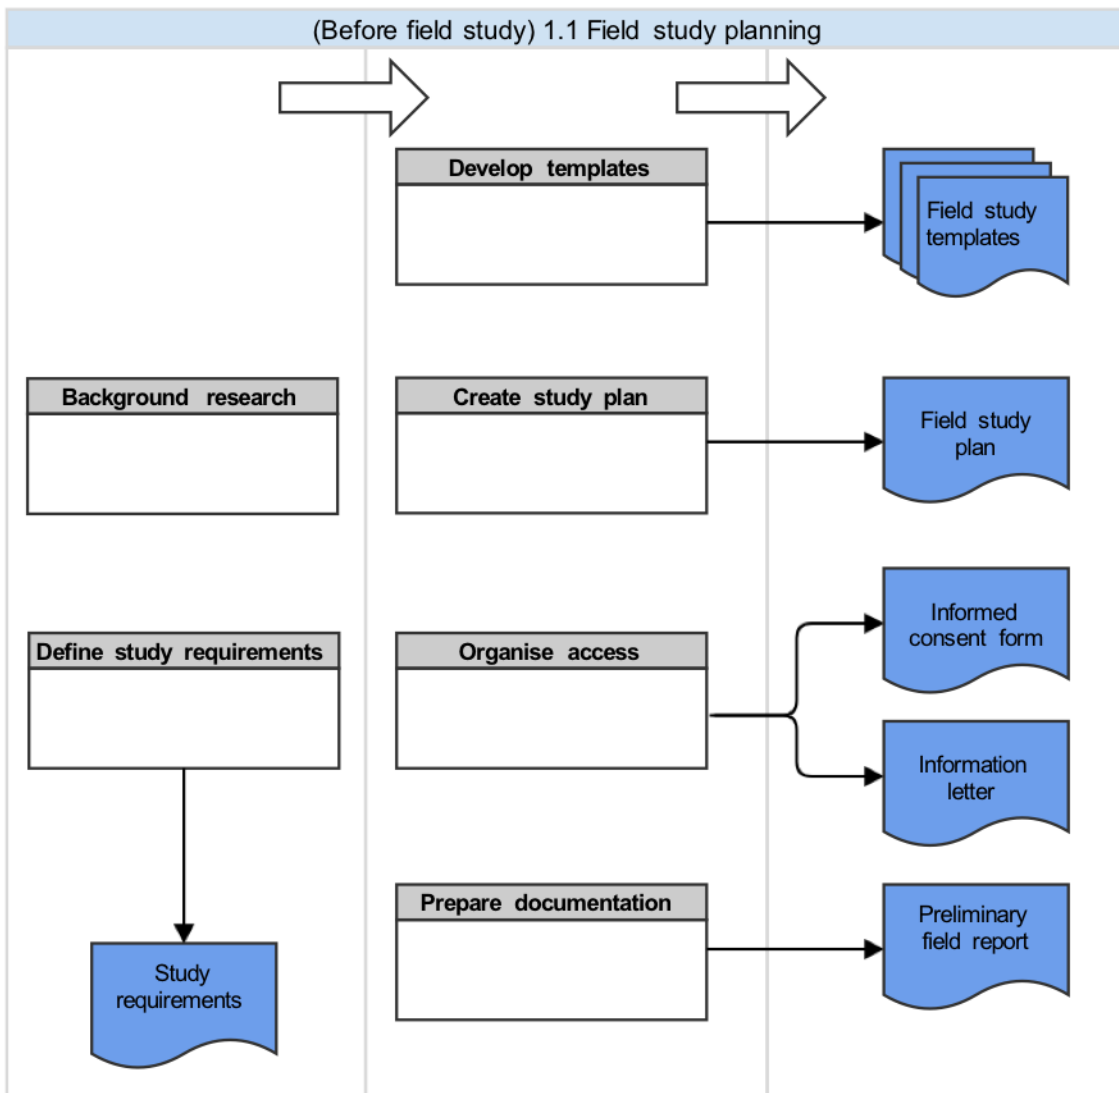 (Before field study) 1.1 Field study planning
Develop templates
Field study
templates
Background research
Create study plan
Field study
plan
Define study requirements
Organise access
Informed
consent form
Information
letter
Prepare documentation
Preliminary
field report
Study
requirements